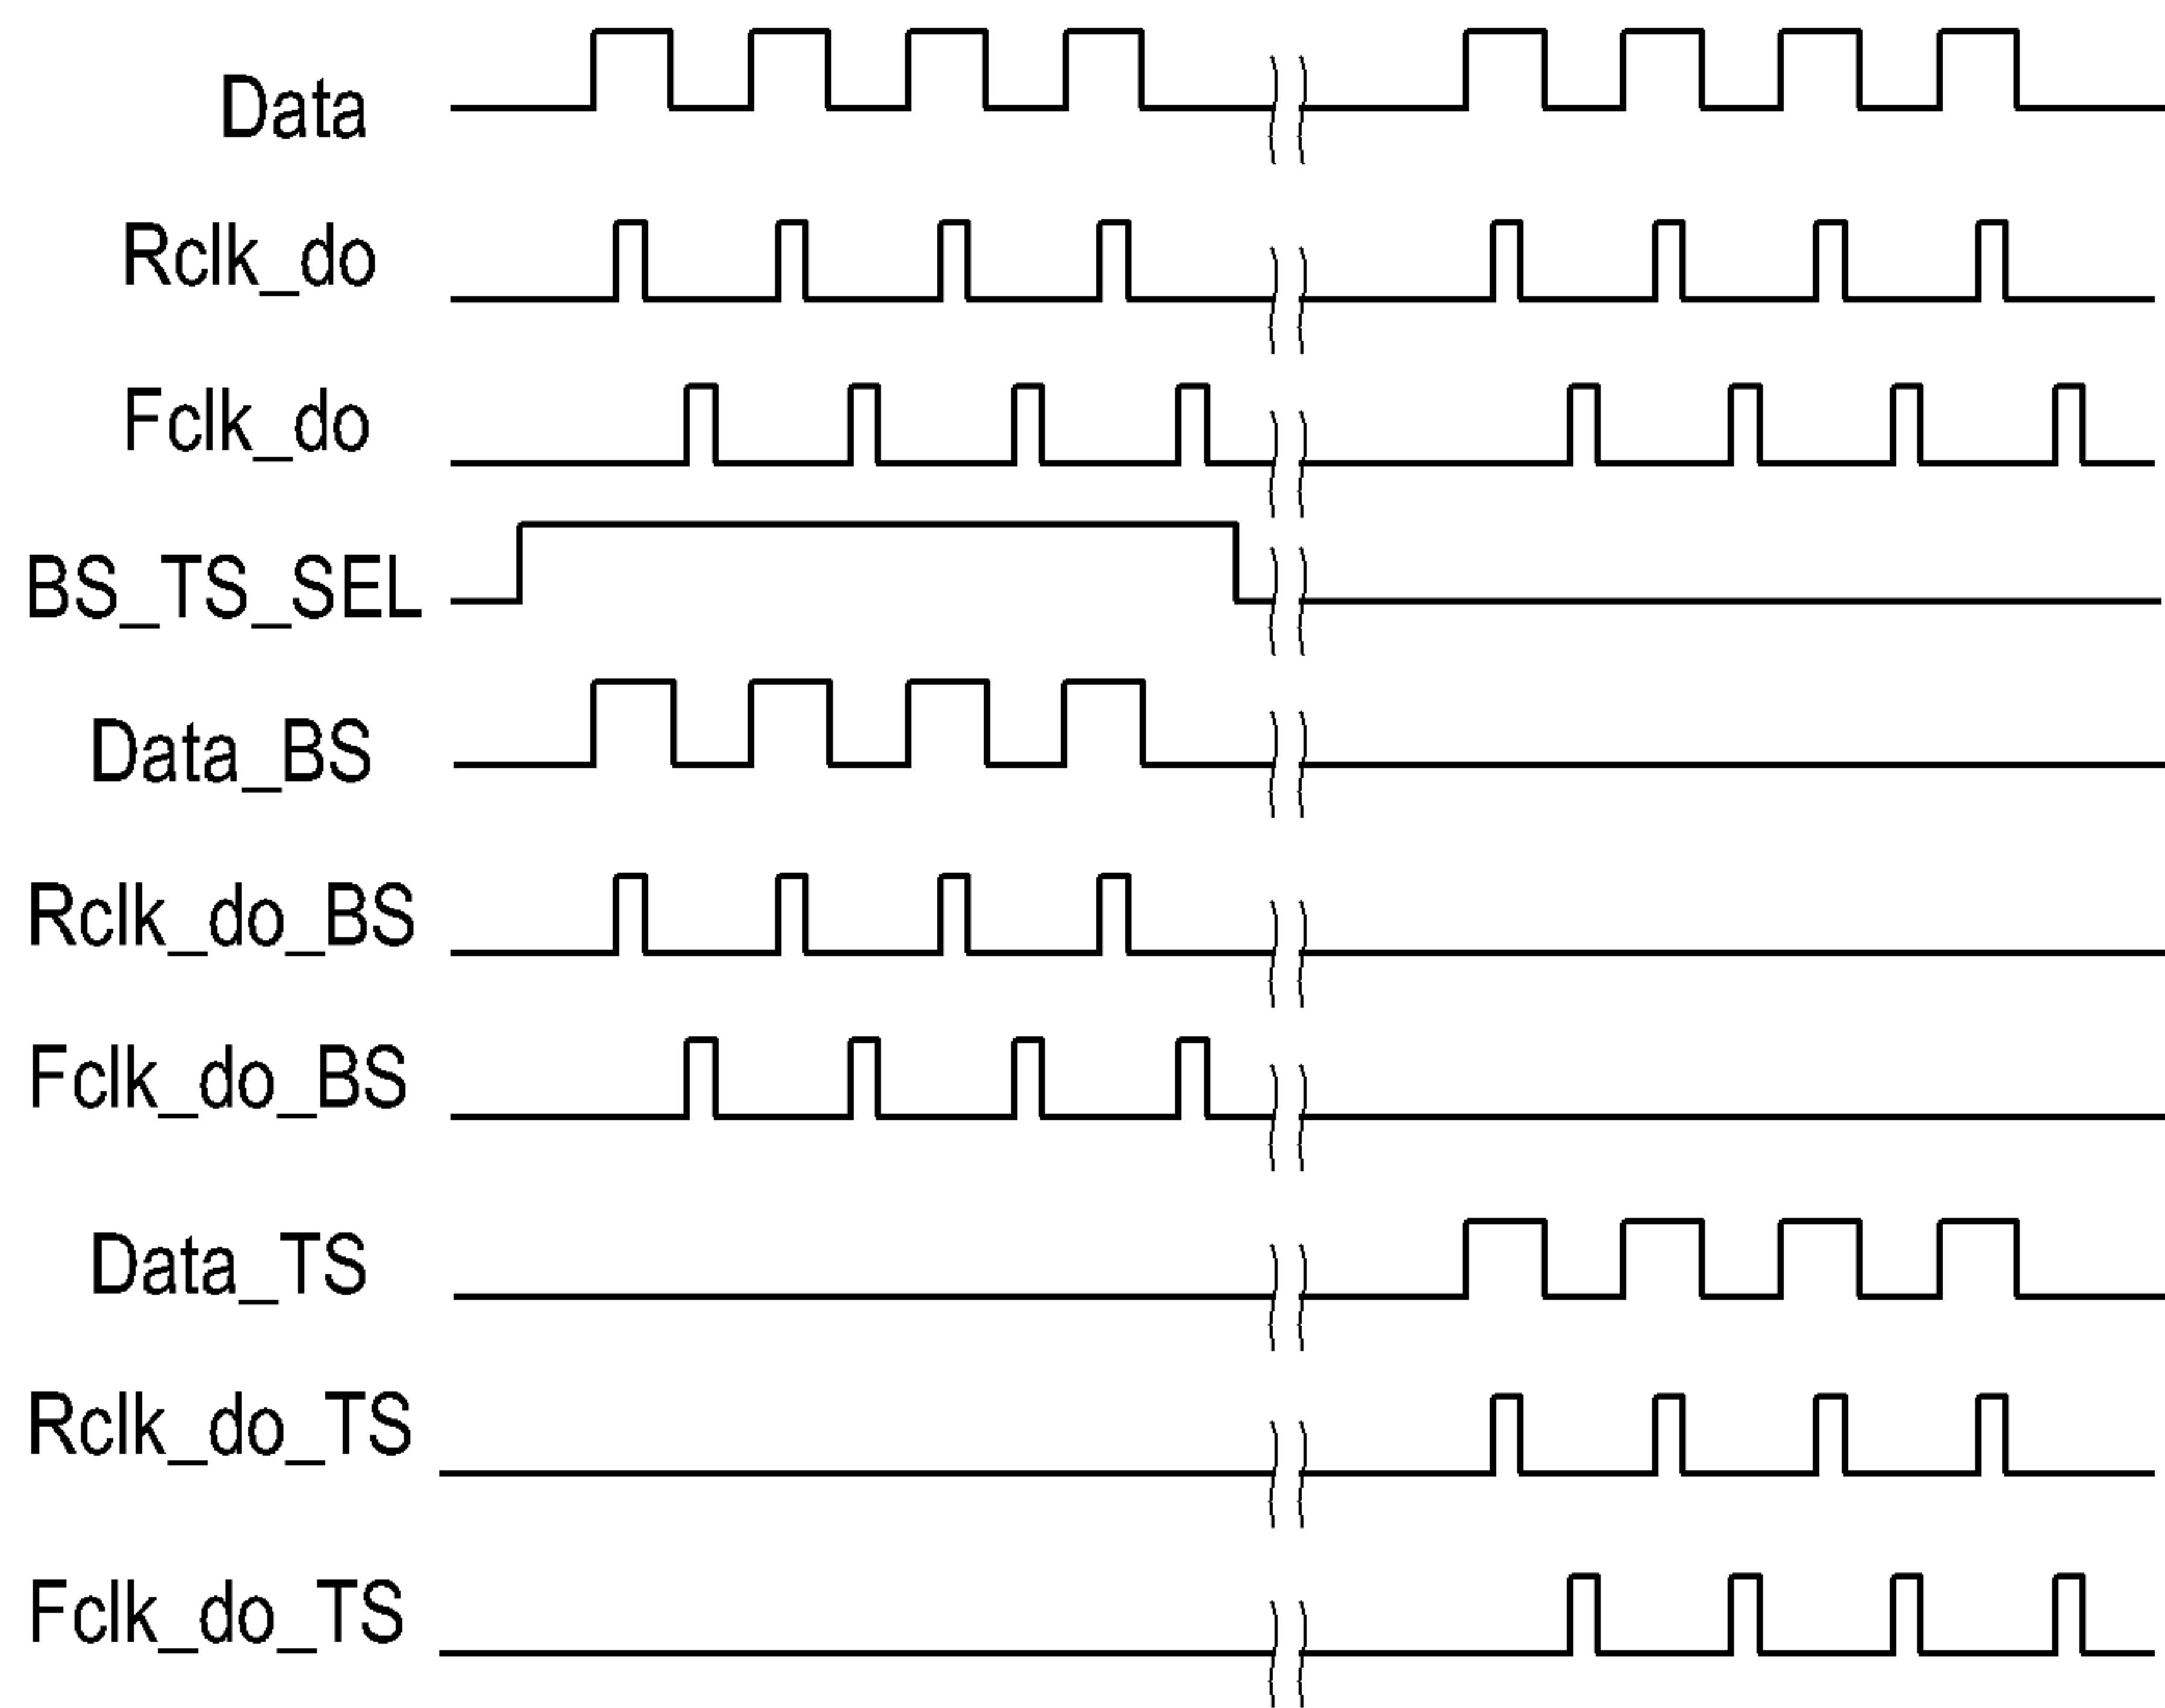 Data
Rclk_do
Fclk_do
BS_TS_SEL
Data_BS
Rclk_do_BS
Fclk_do_BS
Data_TS
Rclk_do_TS
Fclk_do_TS